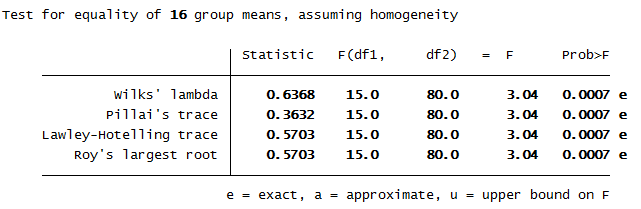 Test for equality of 16 group means, assuming homogeneity
Statistic F(df1, df2) = F Prob>F
Wilks' lambda 0.6368 15.0 80.0 3.04 0.0007 e
Pillai's trace 0.3632 15.0 80.0 3.04 0.0007 e
Lawley-Hotelling trace 0.5703 15.0 80.0 3.04 0.0007 e
Roy's largest root 0.5703 15.0 80.0 3.04 0.0007 e
e = exact, a = approximate, u = upper bound on F